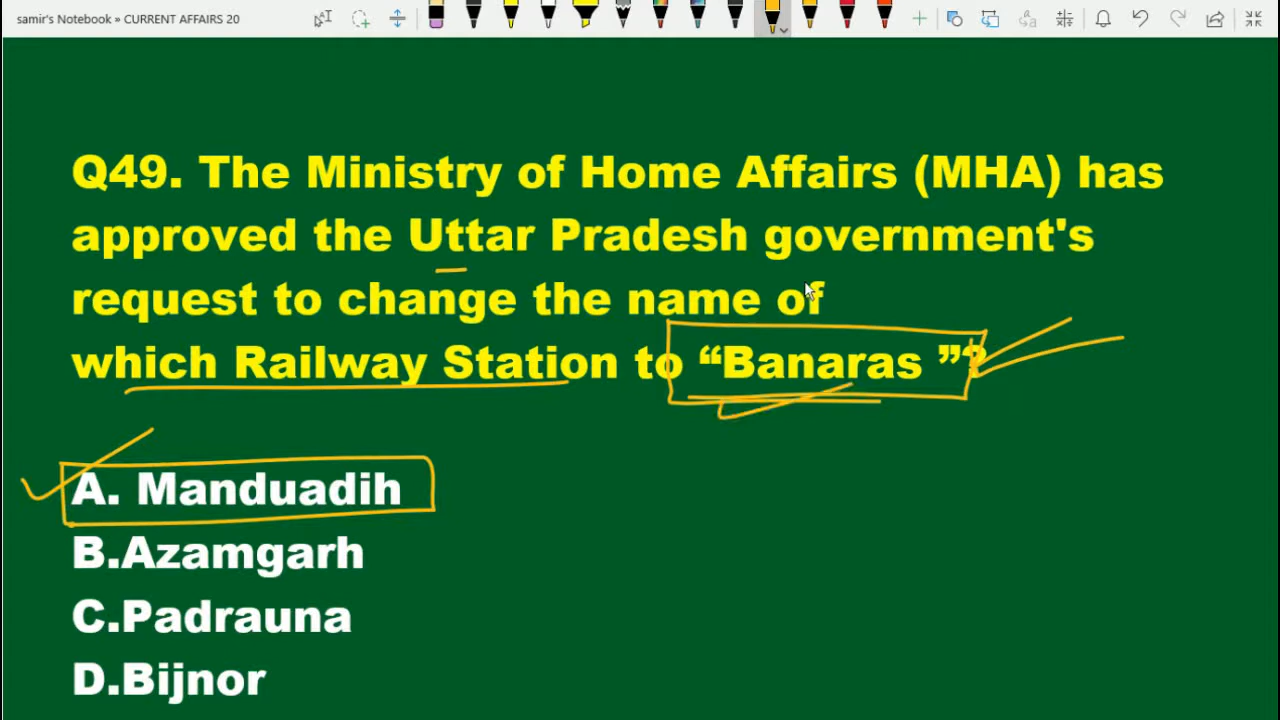 samir's Notebook » CURRENT AFFAIRS 20
Q49. The Ministry of Home Affairs (MHA) has
approved the Uttar Pradesh government's
request to change the name of
which Railway Station to “Banaras ”?
A. Manduadih
B.Azamgarh
C.Padrauna
D.Bijnor